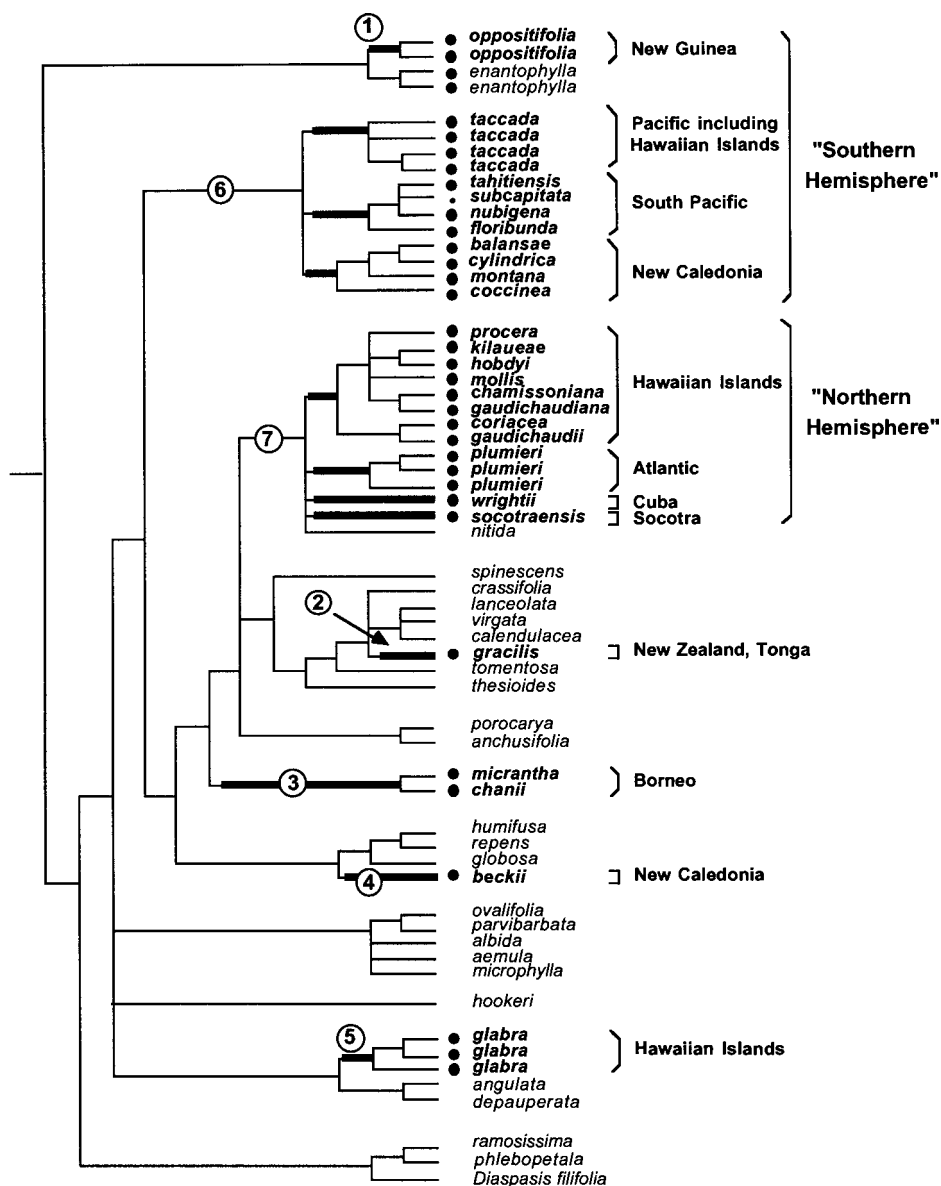 1
oppositifolia
oppositifolia
New Guinea
enantophylla
enantophylla
taccada
taccada
taccada
taccada
Pacific including
Hawaiian Islands
"Southern
Hemisphere"
6
tahitiensis
subcapitata
nubigena
floribunda
South Pacific
balansae
cylindrica
montana
coccinea
New Caledonia
procera
kilaueae
hobdyi
mollis
chamissoniana
gaudichaudiana
coriacea
gaudichaudii
Hawaiian Islands
"Northern
Hemisphere"
7
plumieri
plumieri
plumieri
Atlantic
wrightii
Cuba
socotraensis
Socotra
nitida
spinescens
crassifolia
2
lanceolata
virgata
calendulacea
gracilis
New Zealand, Tonga
tomentosa
thesioides
porocarya
anchusifolia
3
micrantha
chanii
Borneo
humifusa
repens
globosa
4
beckii
New Caledonia
ovalifolia
parvibarbata
albida
aemula
microphylla
hookeri
5
glabra
glabra
glabra
Hawaiian Islands
angulata
depauperata
ramosissima
phlebopetala
Diaspasis filifolia